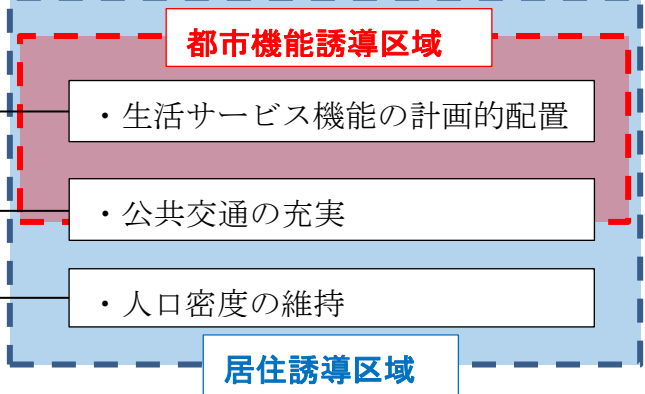 都市機能誘導区域
・生活サービス機能の計画的配置
・公共交通の充実
・人口密度の維持
居住誘導区域